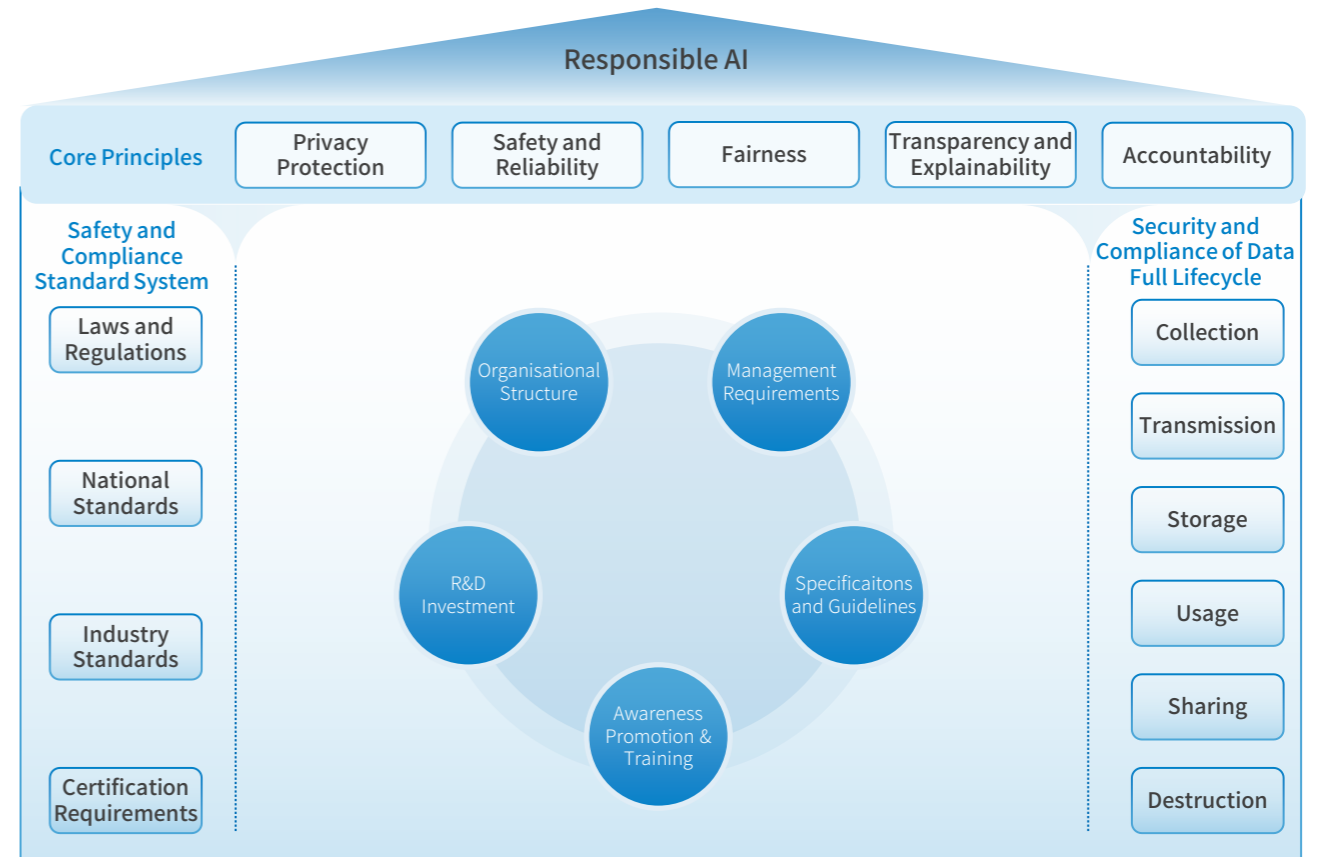 Responsible AI
Core Principles
Privacy
Protection
Safety and
Reliability
Fairness
Transparency and
Explainability
Accountability
Safety and
Compliance
Standard System
Laws and
Regulations
National
Standards
Industry
Standards
Certification
Requirements
Organisational
Structure
Management
Requirements
R&D
Investment
Specificaitons
and Guidelines
Awareness
Promotion &
Training
Security and
Compliance of Data
Full Lifecycle
Collection
Transmission
Storage
Usage
Sharing
Destruction